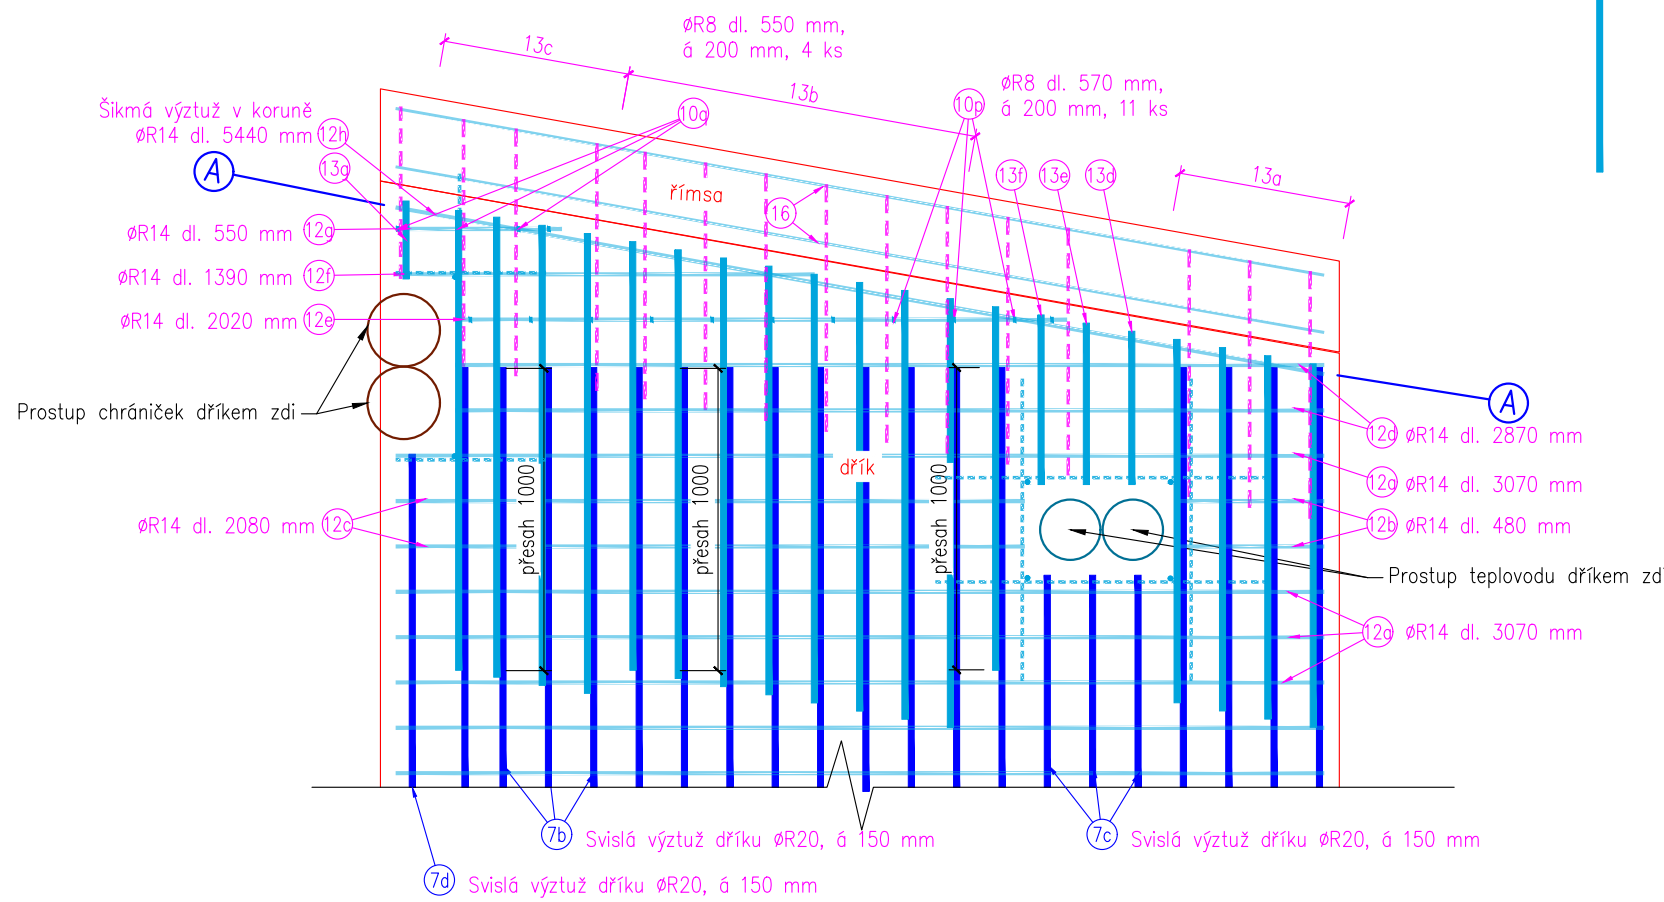 13c
ØR8 dl. 550 mm,
á 200 mm, 4 ks
13b
ØR8 dl. 570 mm,
á 200 mm, 11 ks
10p
10q
Šikmá výztuž v koruně
ØR14 dl. 5440 mm 12h
13g
A
13f 13e 13d
13a
římsa
16
ØR14 dl. 550 mm 12g
ØR14 dl. 1390 mm 12f
ØR14 dl. 2020 mm 12e
Prostup chrániček dříkem zdi
A
12d ØR14 dl. 2870 mm
dřík
12a ØR14 dl. 3070 mm
ØR14 dl. 2080 mm 12c
přesah 1000
přesah 1000
přesah 1000
12b ØR14 dl. 480 mm
Prostup teplovodu dříkem zdi
12a ØR14 dl. 3070 mm
7b Svislá výztuž dříku ØR20, á 150 mm
7c Svislá výztuž dříku ØR20, á 150 mm
7d Svislá výztuž dříku ØR20, á 150 mm